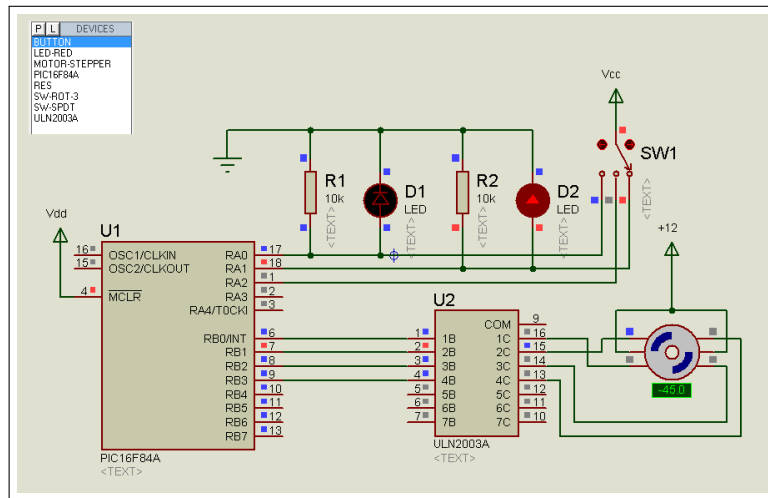 P L DEVICES
BUTTON
LED-RED
MOTOR-STEPPER
PIC16F84A
RES
SW-ROT-3
SW-SPDT
ULN2003A
Vcc
SW1
<TEXT>
R1
10k
<TEXT>
D1
LED
<TEXT>
R2
10k
<TEXT>
D2
LED
<TEXT>
Vdd
U1
16 OSC1/CLKIN
15 OSC2/CLKOUT
4 MCLR
RA0 17
RA1 18
RA2 1
RA3 2
RA4/T0CKI 3
RB0/INT 6
RB1 7
RB2 8
RB3 9
RB4 10
RB5 11
RB6 12
RB7 13
PIC16F84A
<TEXT>
U2
COM 9
1 1B 1C 16
2 2B 2C 15
3 3B 3C 14
4 4B 4C 13
5 5B 5C 12
6 6B 6C 11
7 7B 7C 10
ULN2003A
<TEXT>
+12
-45.0